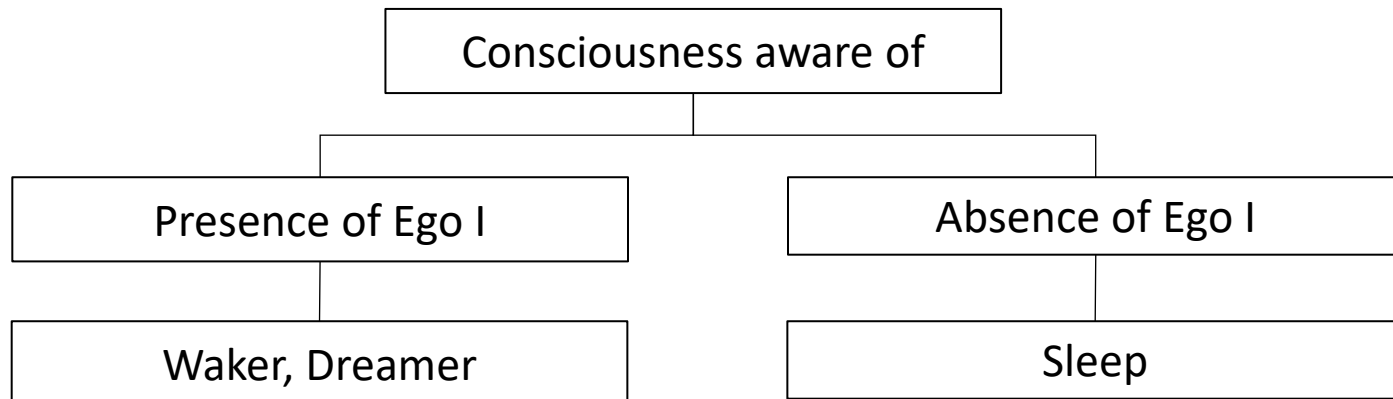 Consciousness aware of
Presence of Ego I
Absence of Ego I
Waker, Dreamer
Sleep